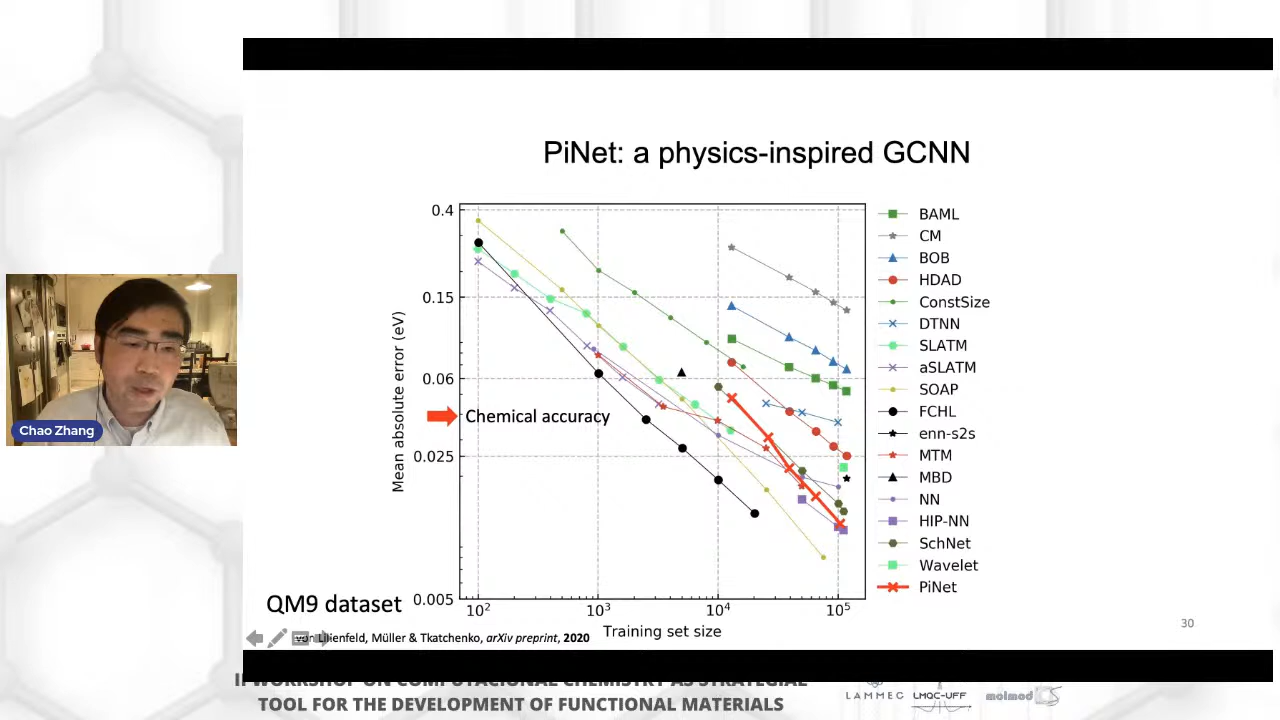 PiNet: a physics-inspired GCNN
0.4
0.15
0.06
0.025
0.005
Mean absolute error (eV)
Chemical accuracy
10²
10³
10⁴
10⁵
Training set size
BAML
CM
BOB
HDAD
ConstSize
DTNN
SLATM
aSLATM
SOAP
FCHL
enn-s2s
MTM
MBD
NN
HIP-NN
SchNet
Wavelet
PiNet
QM9 dataset
von Lilienfeld, Müller & Tkatchenko, arXiv preprint, 2020
30
Chao Zhang
II WORKSHOP ON COMPUTACIONAL CHEMISTRY AS STRATEGIAL
TOOL FOR THE DEVELOPMENT OF FUNCTIONAL MATERIALS
LAMMEC
LMQC-UFF
molmod CS